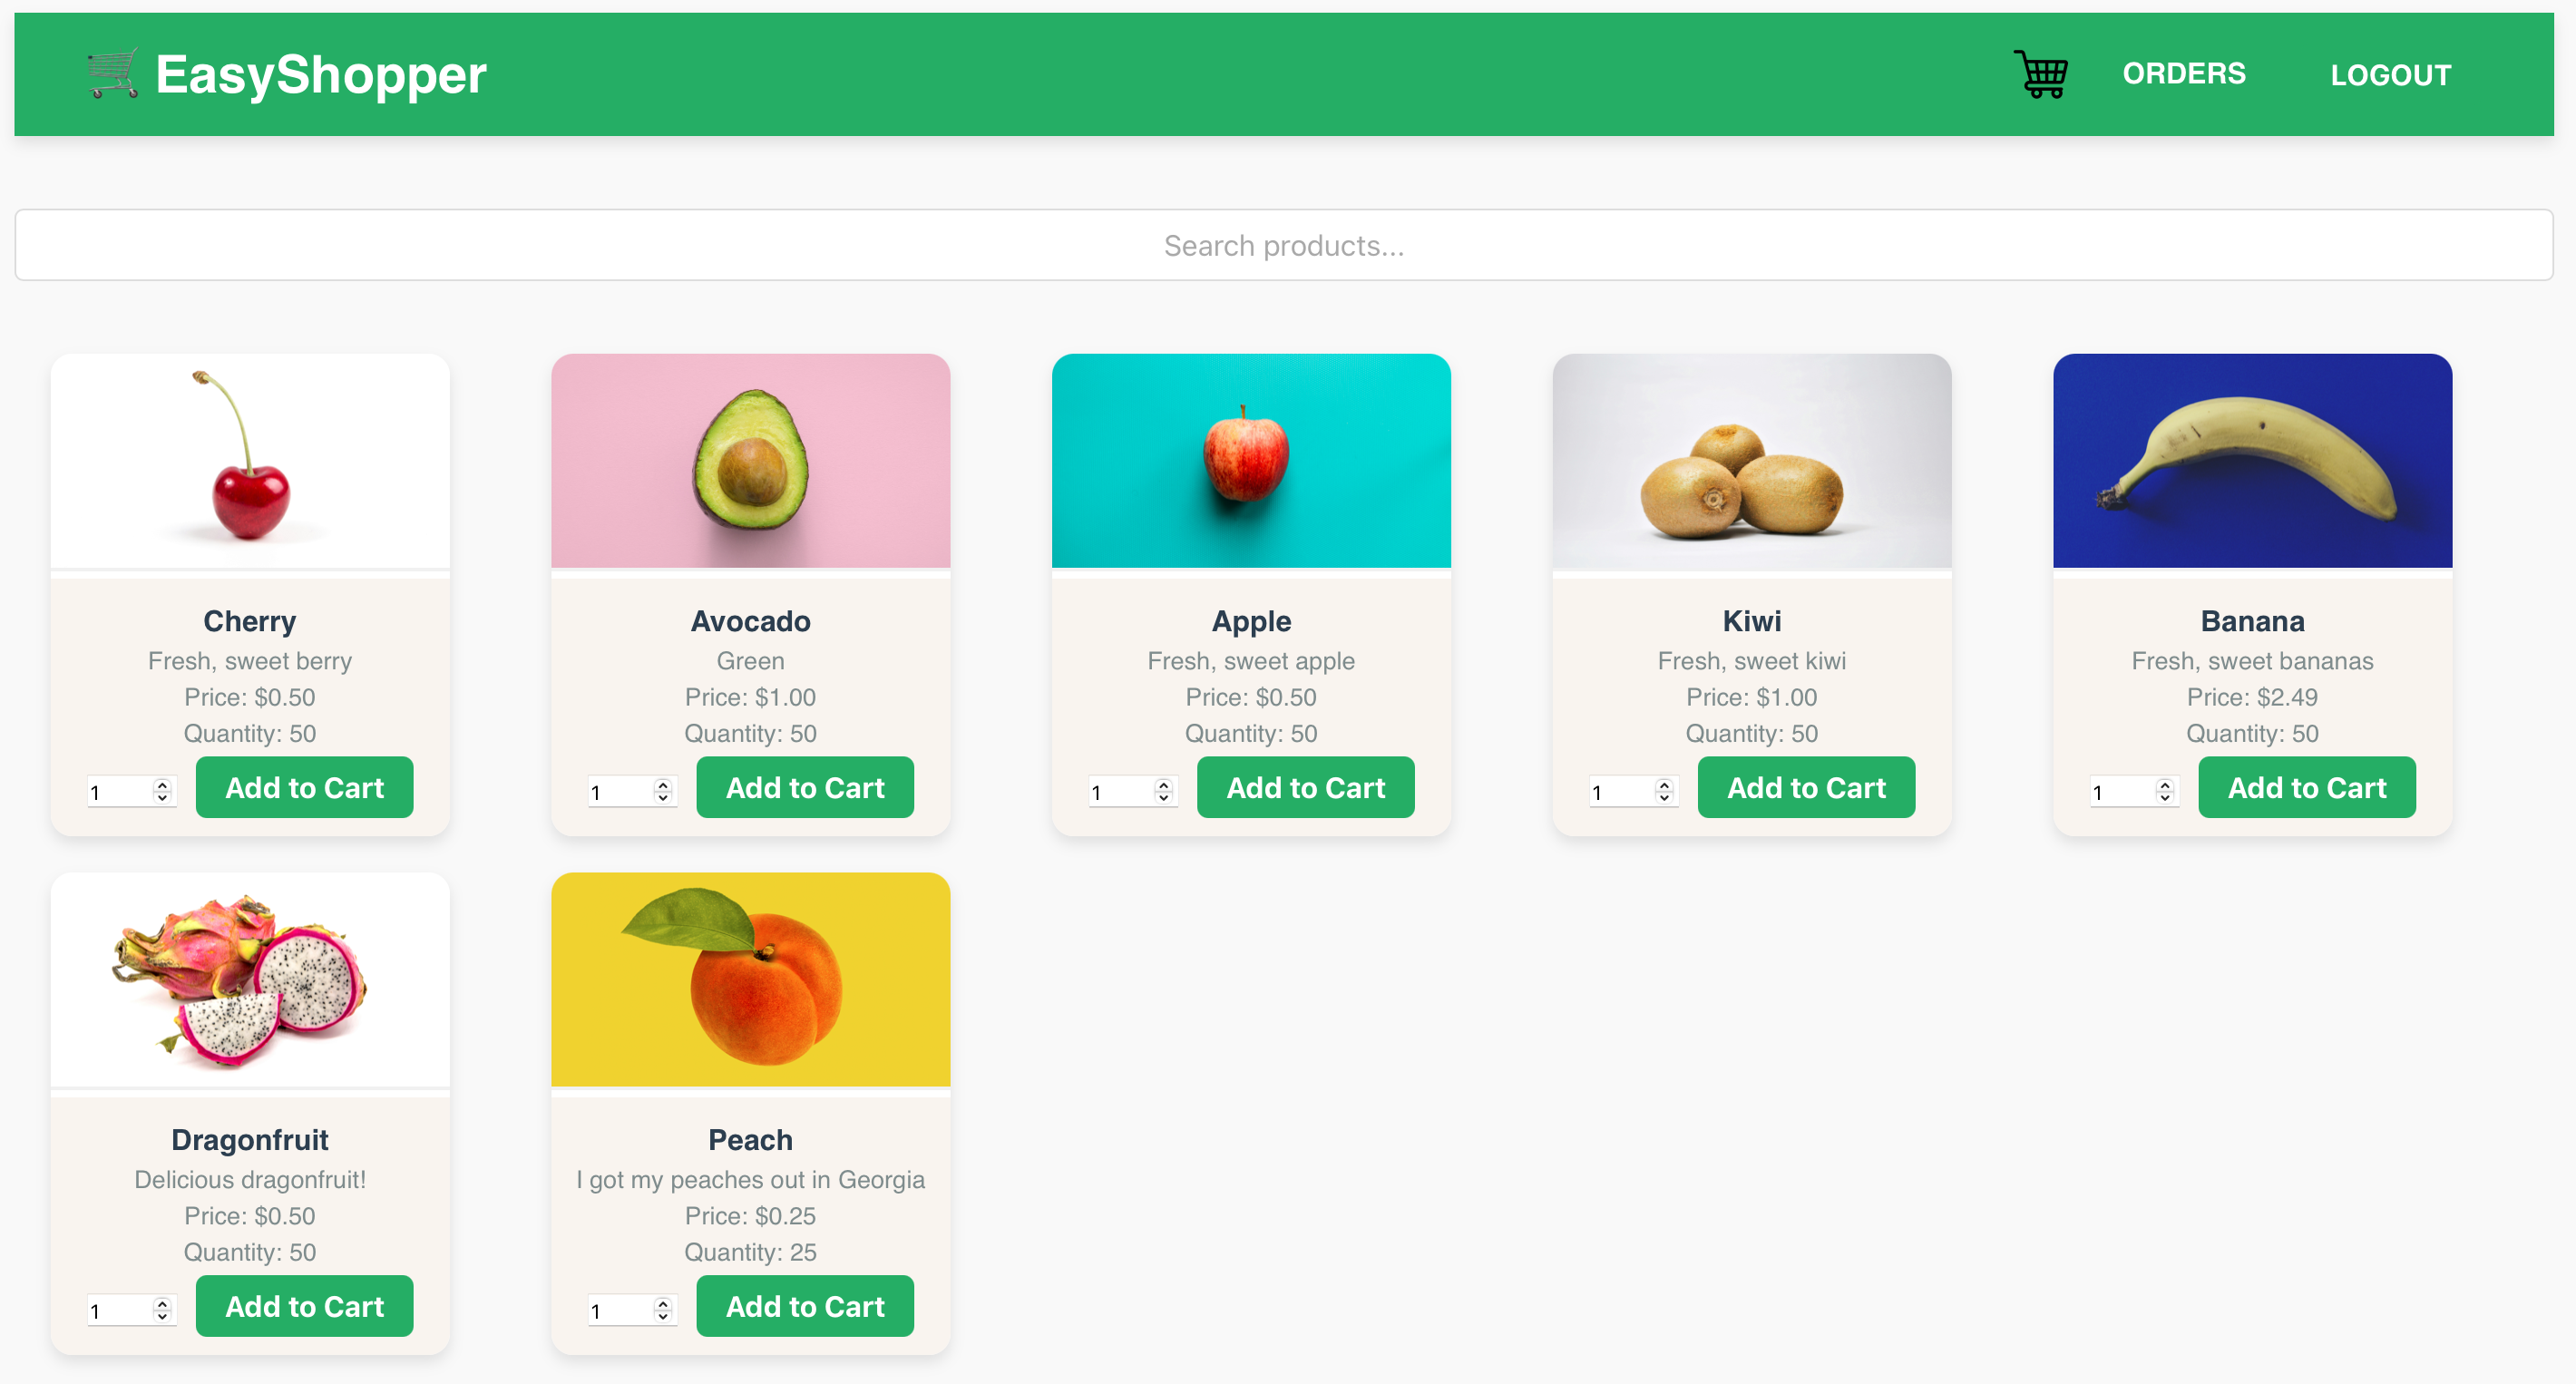 EasyShopper
ORDERS
LOGOUT
Search products...
Cherry
Fresh, sweet berry
Price: $0.50
Quantity: 50
1
Add to Cart
Avocado
Green
Price: $1.00
Quantity: 50
1
Add to Cart
Apple
Fresh, sweet apple
Price: $0.50
Quantity: 50
1
Add to Cart
Kiwi
Fresh, sweet kiwi
Price: $1.00
Quantity: 50
1
Add to Cart
Banana
Fresh, sweet bananas
Price: $2.49
Quantity: 50
1
Add to Cart
Dragonfruit
Delicious dragonfruit!
Price: $0.50
Quantity: 50
1
Add to Cart
Peach
I got my peaches out in Georgia
Price: $0.25
Quantity: 25
1
Add to Cart